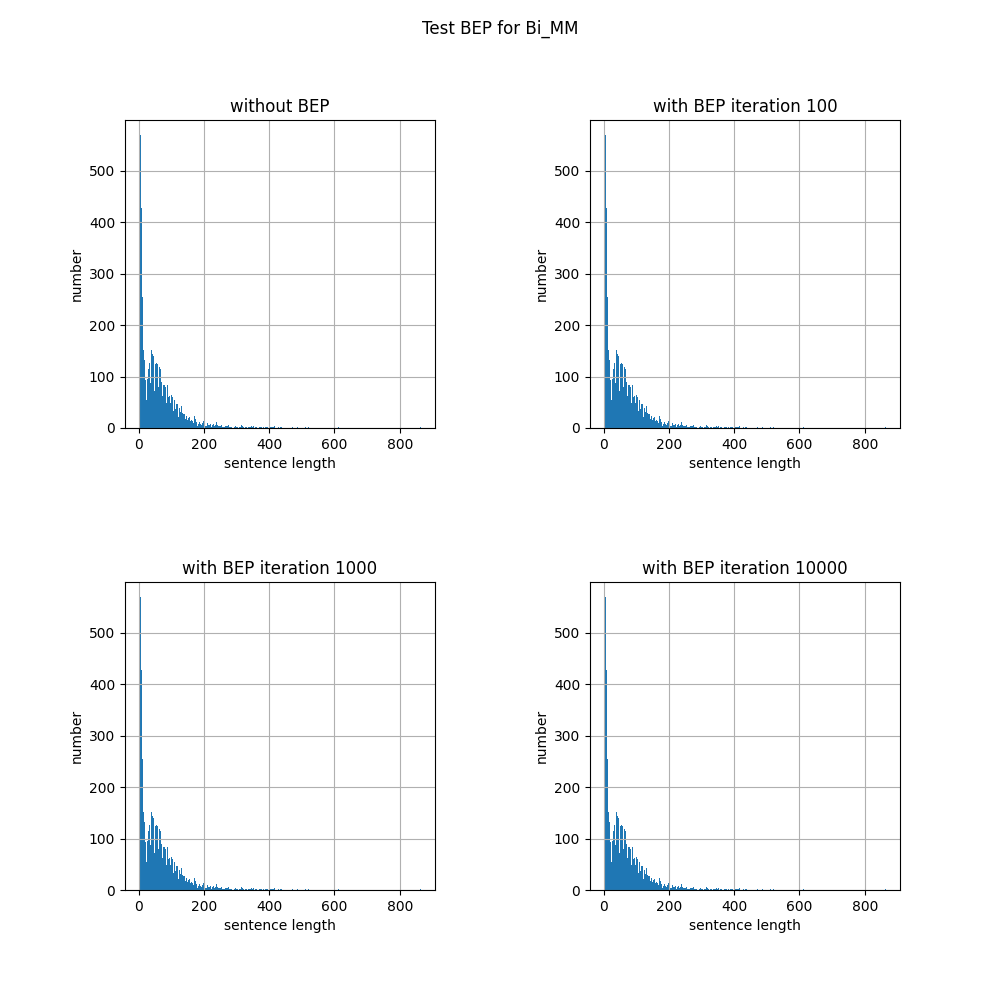 Test BEP for Bi_MM
without BEP
500
400
300
200
100
0
number
0 200 400 600 800
sentence length
with BEP iteration 100
500
400
300
200
100
0
number
0 200 400 600 800
sentence length
with BEP iteration 1000
500
400
300
200
100
0
number
0 200 400 600 800
sentence length
with BEP iteration 10000
500
400
300
200
100
0
number
0 200 400 600 800
sentence length